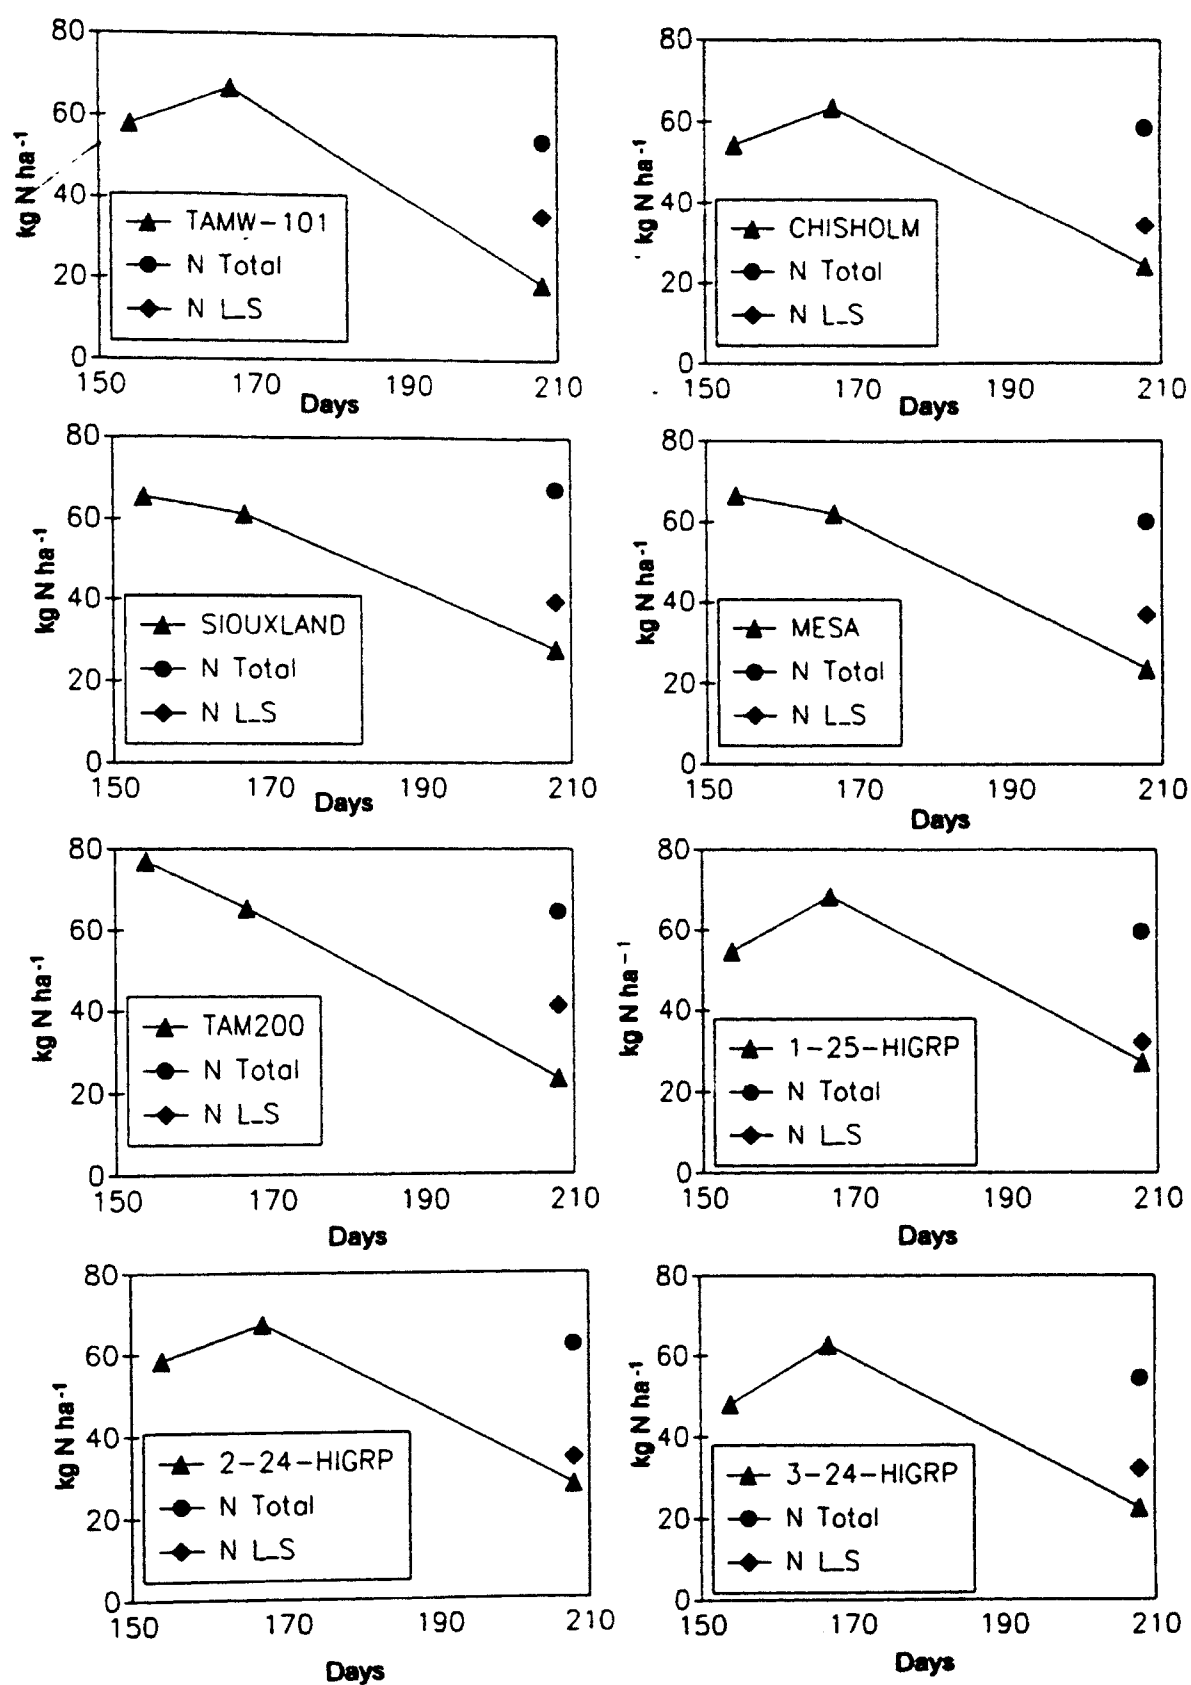 80
60
40
20
0
kg N ha-1
TAMW-101
N Total
N L_S
150 170 190 210
Days
80
60
40
20
0
kg N ha-1
CHISHOLM
N Total
N L_S
150 170 190 210
Days
80
60
40
20
0
kg N ha-1
SIOUXLAND
N Total
N L_S
150 170 190 210
Days
80
60
40
20
0
kg N ha-1
MESA
N Total
N L_S
150 170 190 210
Days
80
60
40
20
0
kg N ha-1
TAM200
N Total
N L_S
150 170 190 210
Days
80
60
40
20
0
kg N ha-1
1-25-HIGRP
N Total
N L_S
150 170 190 210
Days
80
60
40
20
0
kg N ha-1
2-24-HIGRP
N Total
N L_S
150 170 190 210
Days
80
60
40
20
0
kg N ha-1
3-24-HIGRP
N Total
N L_S
150 170 190 210
Days